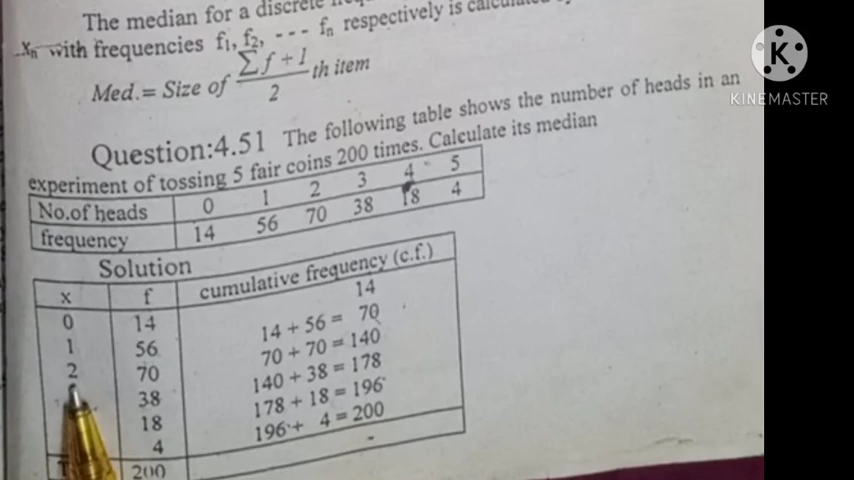 The median for a discrete
xn with frequencies f1, f2, --- fn respectively is calculated
Med.= Size of ∑f+1/2 th item
K
KINEMASTER
Question:4.51 The following table shows the number of heads in an
experiment of tossing 5 fair coins 200 times. Calculate its median
No.of heads 0 1 2 3 4 5
frequency 14 56 70 38 18 4
Solution
x f cumulative frequency (c.f.)
0 14 14
1 56 14 + 56 = 70
2 70 70 + 70 = 140
38 140 + 38 = 178
18 178 + 18 = 196
4 196 + 4 = 200
T 200 -